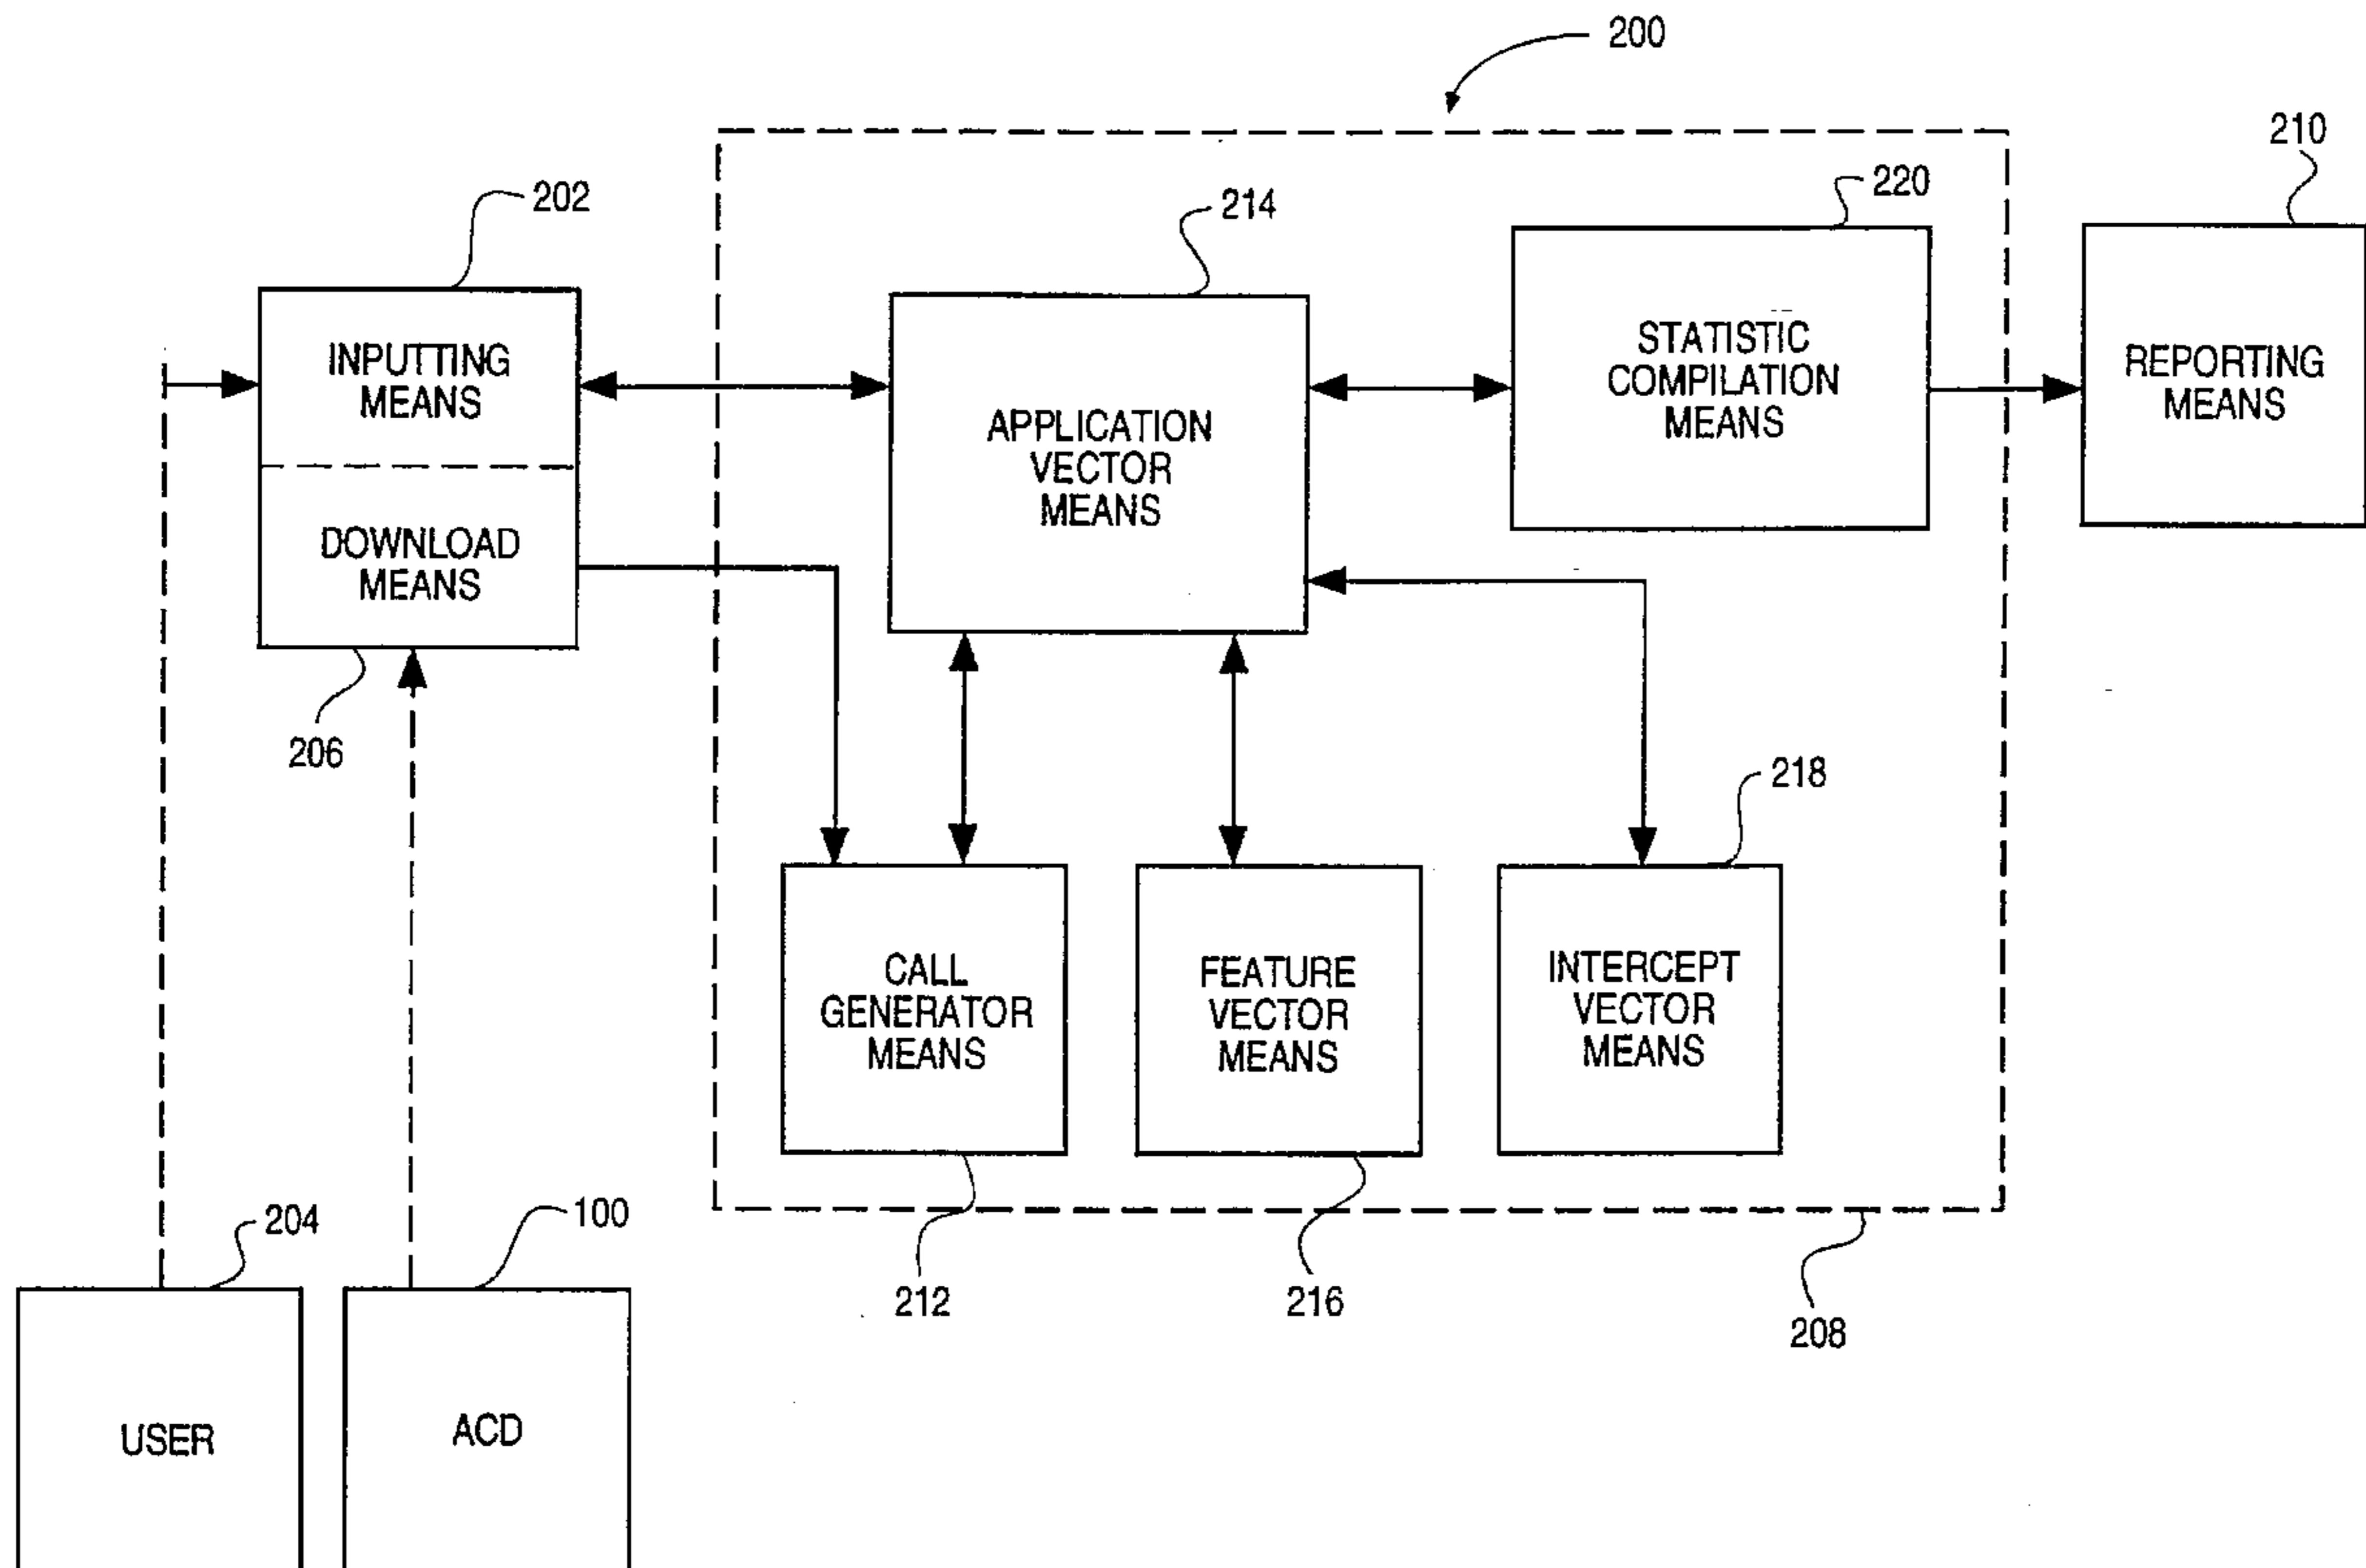 200
210
202
214
220
INPUTTING
MEANS
DOWNLOAD
MEANS
206
APPLICATION
VECTOR
MEANS
STATISTIC
COMPILATION
MEANS
REPORTING
MEANS
218
CALL
GENERATOR
MEANS
FEATURE
VECTOR
MEANS
INTERCEPT
VECTOR
MEANS
204
100
212
216
208
USER
ACD